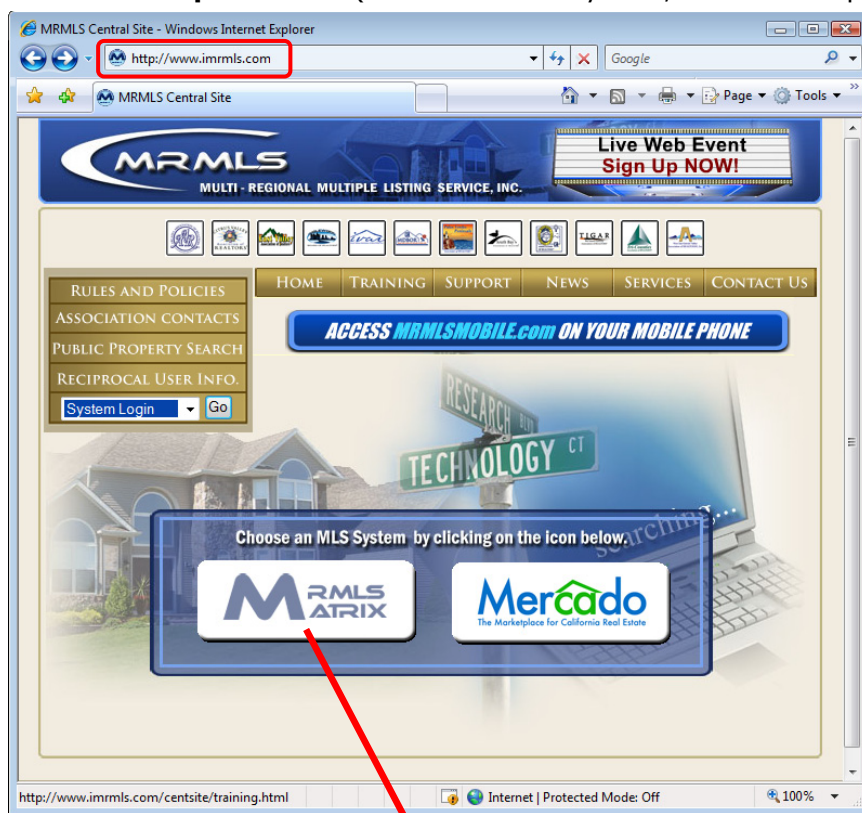 MRMLS Central Site - Windows Internet Explorer
http://www.imrmls.com
Google
MRMLS Central Site
Page
Tools
MRMLS
MULTI - REGIONAL MULTIPLE LISTING SERVICE, INC.
Live Web Event
Sign Up NOW!
ivar
TIGAR
RULES AND POLICIES
ASSOCIATION CONTACTS
PUBLIC PROPERTY SEARCH
RECIPROCAL USER INFO.
System Login
Go
HOME TRAINING SUPPORT NEWS SERVICES CONTACT US
ACCESS MRMLSMOBILE.com ON YOUR MOBILE PHONE
RESEARCH BLVD
TECHNOLOGY CT
searching...
Choose an MLS System by clicking on the icon below.
MRMLS
MATRIX
Mercado
The Marketplace for California Real Estate
http://www.imrmls.com/centsite/training.html
Internet | Protected Mode: Off
100%